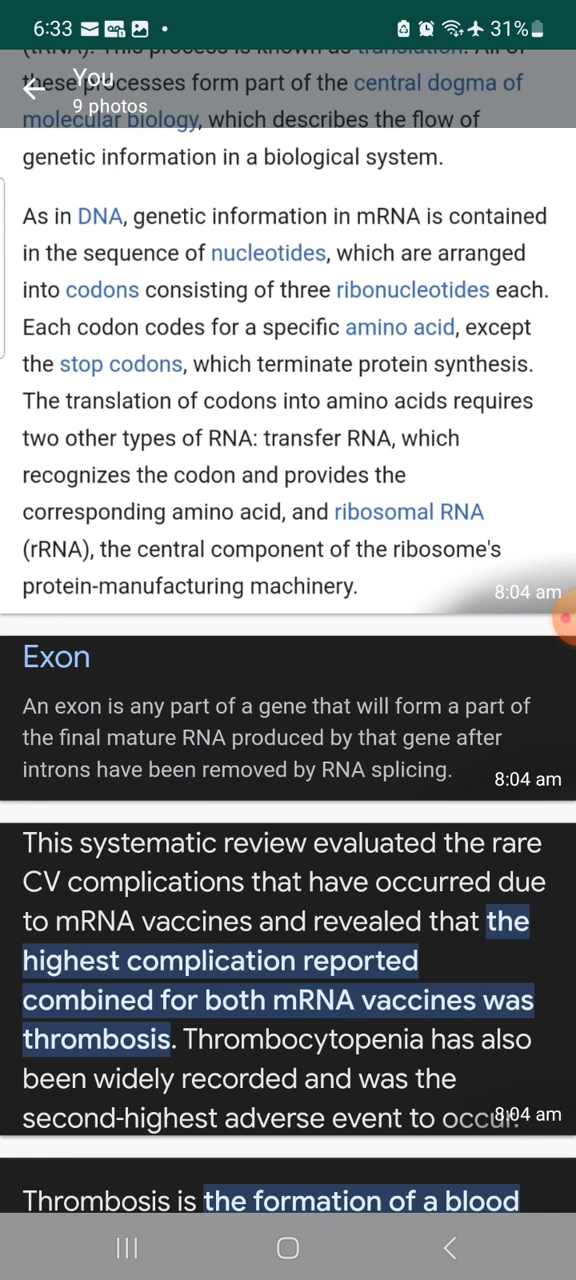 6:33
31%
(tRNA). This process is known as translation. All of
these processes form part of the central dogma of
You
9 photos
molecular biology, which describes the flow of
genetic information in a biological system.
As in DNA, genetic information in mRNA is contained
in the sequence of nucleotides, which are arranged
into codons consisting of three ribonucleotides each.
Each codon codes for a specific amino acid, except
the stop codons, which terminate protein synthesis.
The translation of codons into amino acids requires
two other types of RNA: transfer RNA, which
recognizes the codon and provides the
corresponding amino acid, and ribosomal RNA
(rRNA), the central component of the ribosome's
protein-manufacturing machinery.
8:04 am
Exon
An exon is any part of a gene that will form a part of
the final mature RNA produced by that gene after
introns have been removed by RNA splicing.
8:04 am
This systematic review evaluated the rare
CV complications that have occurred due
to mRNA vaccines and revealed that the
highest complication reported
combined for both mRNA vaccines was
thrombosis. Thrombocytopenia has also
been widely recorded and was the
second-highest adverse event to occur.
8:04 am
Thrombosis is the formation of a blood